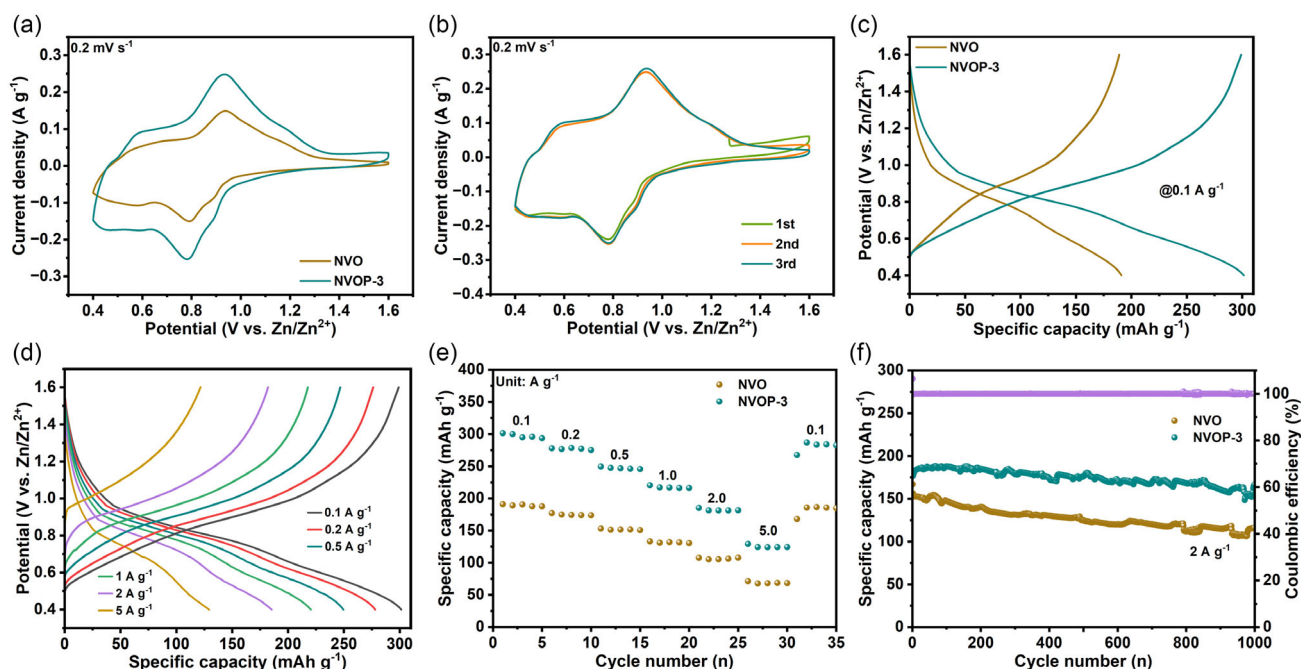 (a)
0.2 mV s⁻¹
Current density (A g⁻¹)
0.3
0.2
0.1
0.0
−0.1
−0.2
−0.3
0.4 0.6 0.8 1.0 1.2 1.4 1.6
Potential (V vs. Zn/Zn²⁺)
NVO
NVOP-3
(b)
0.2 mV s⁻¹
Current density (A g⁻¹)
0.4
0.3
0.2
0.1
0.0
−0.1
−0.2
−0.3
−0.4
0.4 0.6 0.8 1.0 1.2 1.4 1.6
Potential (V vs. Zn/Zn²⁺)
1st
2nd
3rd
(c)
NVO
NVOP-3
Potential (V vs. Zn/Zn²⁺)
1.6
1.4
1.2
1.0
0.8
0.6
0.4
@0.1 A g⁻¹
0 50 100 150 200 250 300
Specific capacity (mAh g⁻¹)
(d)
Potential (V vs. Zn/Zn²⁺)
1.6
1.4
1.2
1.0
0.8
0.6
0.4
0.1 A g⁻¹
0.2 A g⁻¹
0.5 A g⁻¹
1 A g⁻¹
2 A g⁻¹
5 A g⁻¹
0 50 100 150 200 250 300
Specific capacity (mAh g⁻¹)
(e)
Unit: A g⁻¹
NVO
NVOP-3
Specific capacity (mAh g⁻¹)
400
350
300
250
200
150
100
50
0
0.1
0.2
0.5
1.0
2.0
5.0
0.1
0 5 10 15 20 25 30 35
Cycle number (n)
(f)
Specific capacity (mAh g⁻¹)
300
250
200
150
100
50
0
NVO
NVOP-3
2 A g⁻¹
100
80
60
40
20
0
Coulombic efficiency (%)
0 200 400 600 800 1000
Cycle number (n)